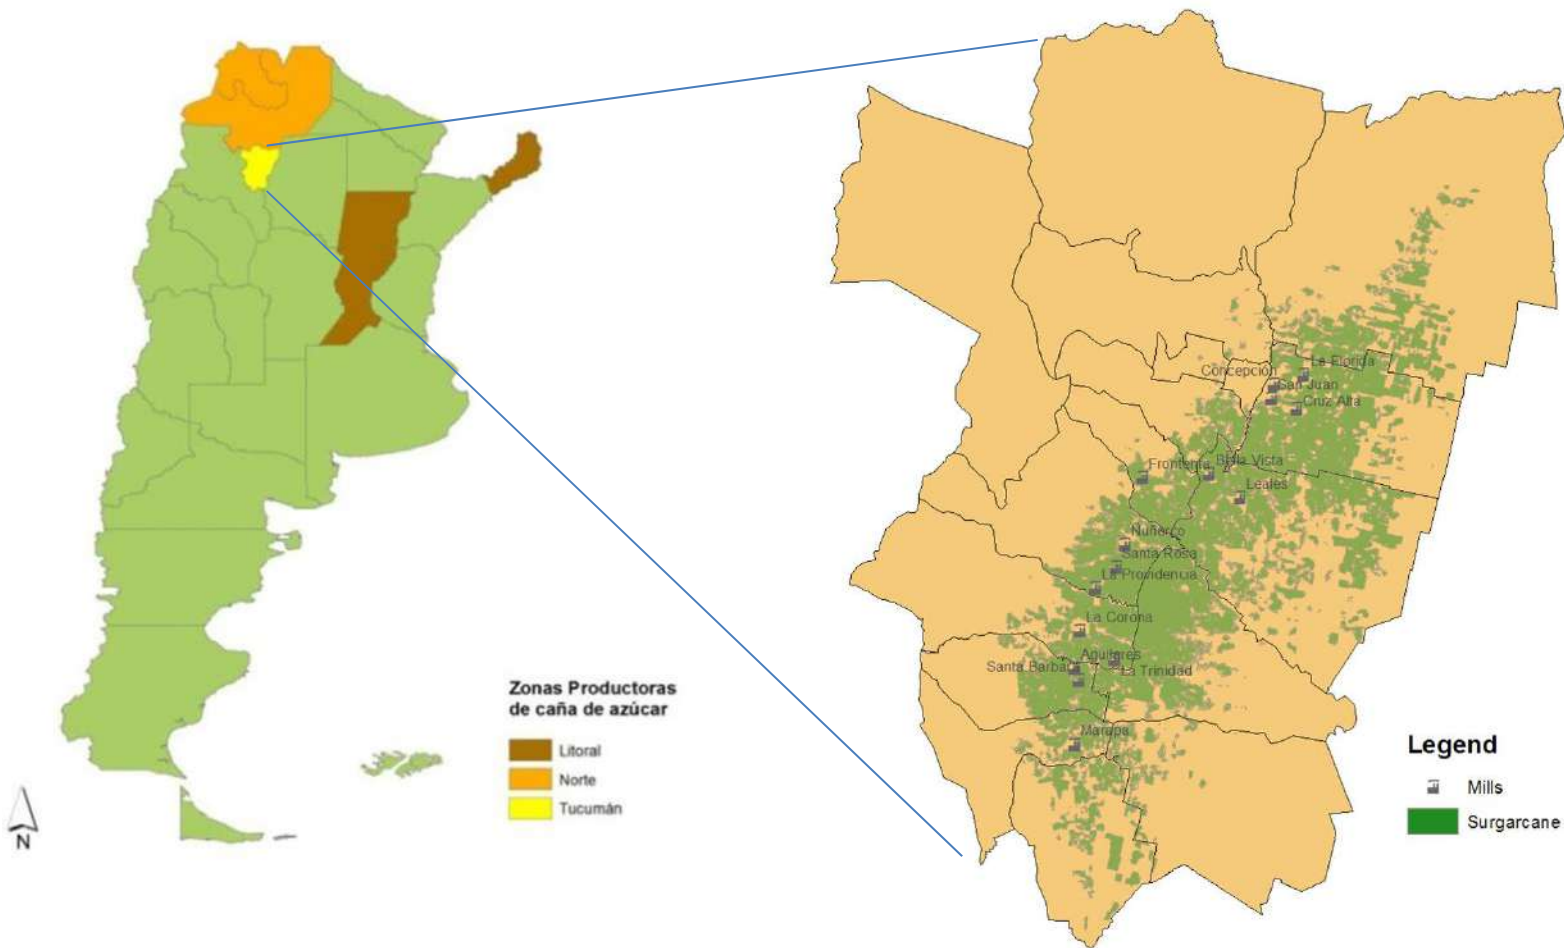 Concepción
La Florida
San Juan
Cruz Alta
Fronterita
Bella Vista
Leales
Nuñorco
Santa Rosa
La Providencia
La Corona
Aguilares
Santa Barbara
La Trinidad
Marapa
Zonas Productoras
de caña de azúcar
Litoral
Norte
Tucumán
N
Legend
Mills
Surgarcane